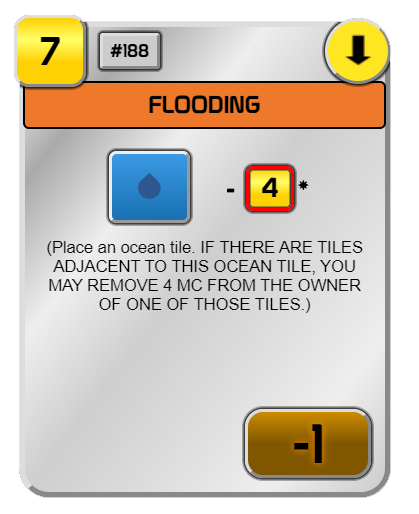 7
#188
FLOODING
- 4 *
(Place an ocean tile. IF THERE ARE TILES
ADJACENT TO THIS OCEAN TILE, YOU
MAY REMOVE 4 MC FROM THE OWNER
OF ONE OF THOSE TILES.)
-1